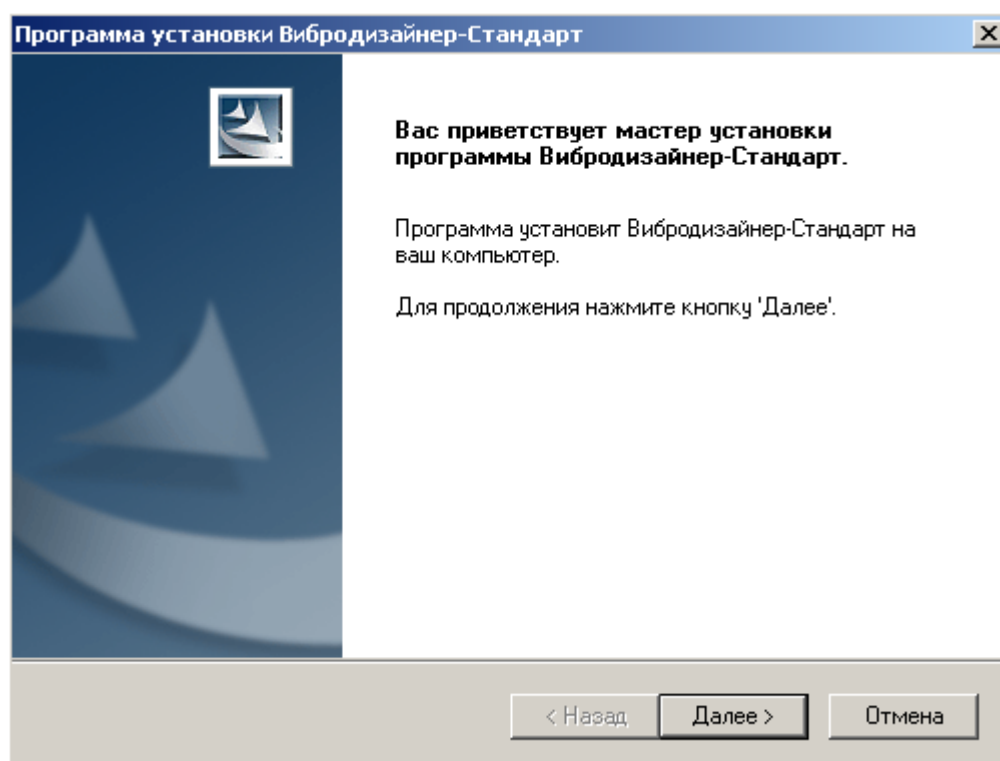 Программа установки Вибродизайнер-Стандарт
Вас приветствует мастер установки
программы Вибродизайнер-Стандарт.
Программа установит Вибродизайнер-Стандарт на
ваш компьютер.
Для продолжения нажмите кнопку 'Далее'.
< Назад
Далее >
Отмена